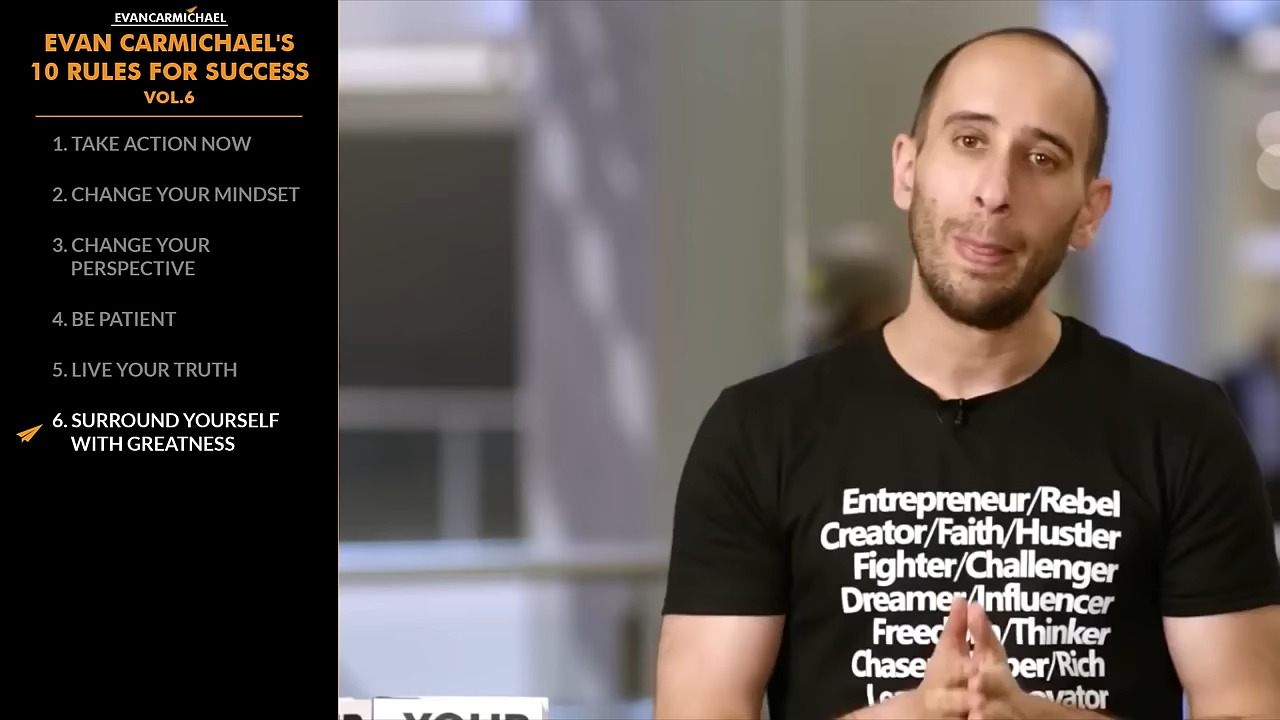 EVANCARMICHAEL
EVAN CARMICHAEL'S
10 RULES FOR SUCCESS
VOL.6
1. TAKE ACTION NOW
2. CHANGE YOUR MINDSET
3. CHANGE YOUR
PERSPECTIVE
4. BE PATIENT
5. LIVE YOUR TRUTH
6. SURROUND YOURSELF
WITH GREATNESS
Entrepreneur/Rebel
Creator/Faith/Hustler
Fighter/Challenger
Dreamer/Influencer
/Thinker
/Rich
YOUR